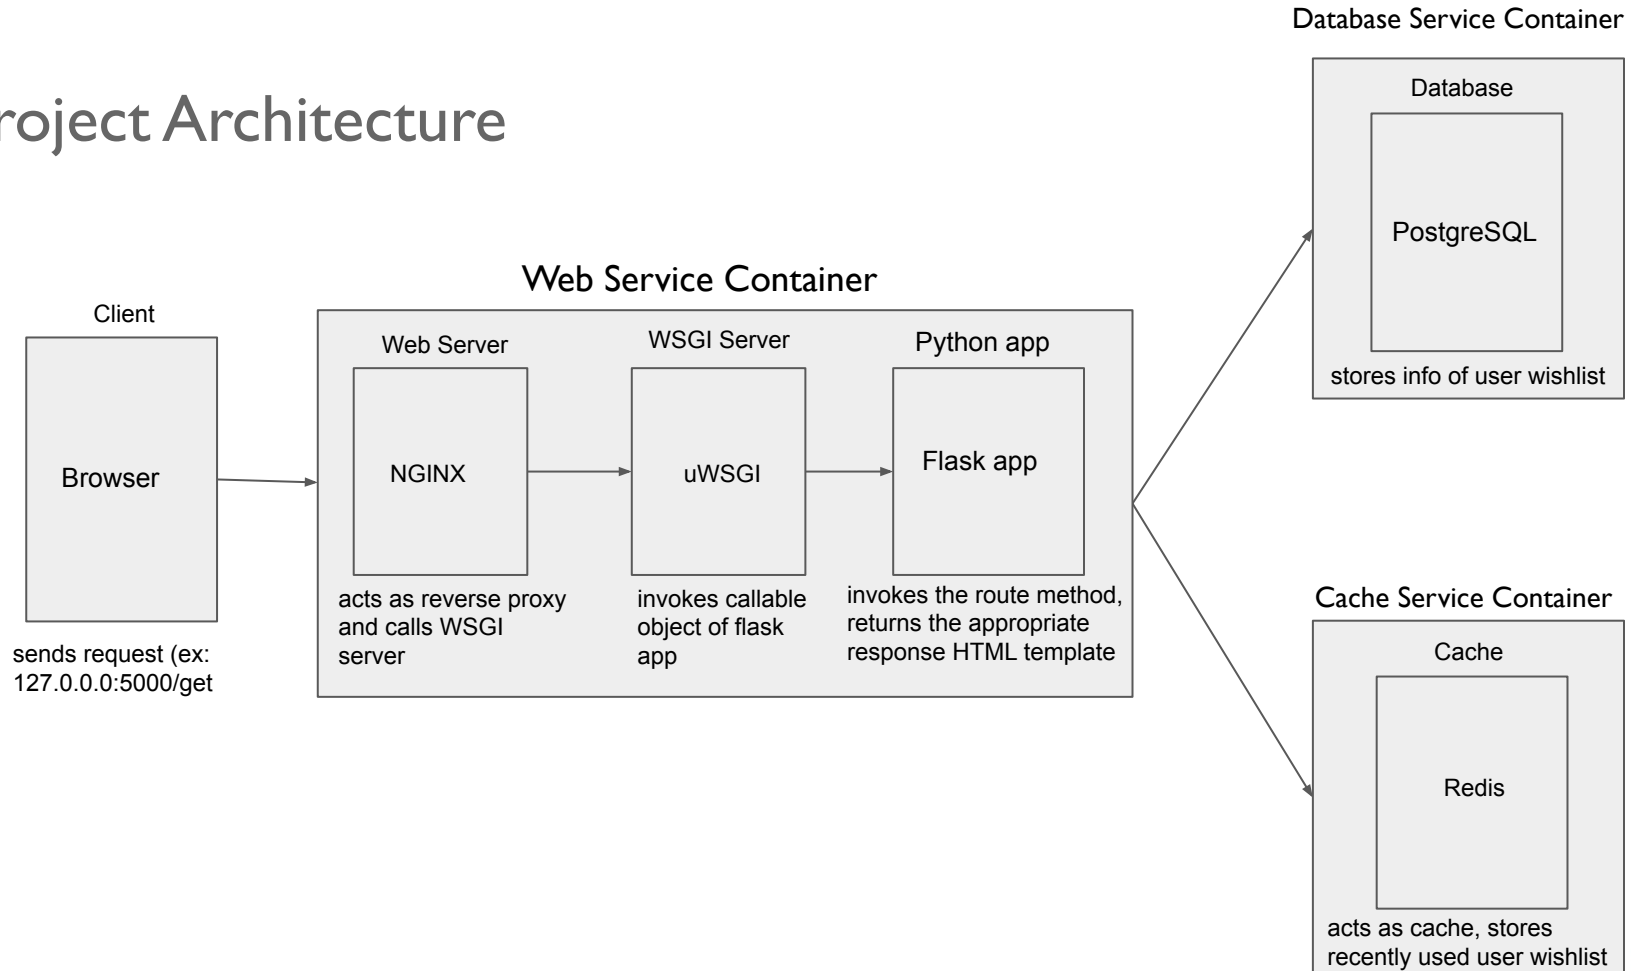 roject Architecture
Client
Browser
sends request (ex:
127.0.0.0:5000/get
Web Service Container
Web Server
NGINX
acts as reverse proxy
and calls WSGI
server
WSGI Server
uWSGI
invokes callable
object of flask
app
Python app
Flask app
invokes the route method,
returns the appropriate
response HTML template
Database Service Container
Database
PostgreSQL
stores info of user wishlist
Cache Service Container
Cache
Redis
acts as cache, stores
recently used user wishlist